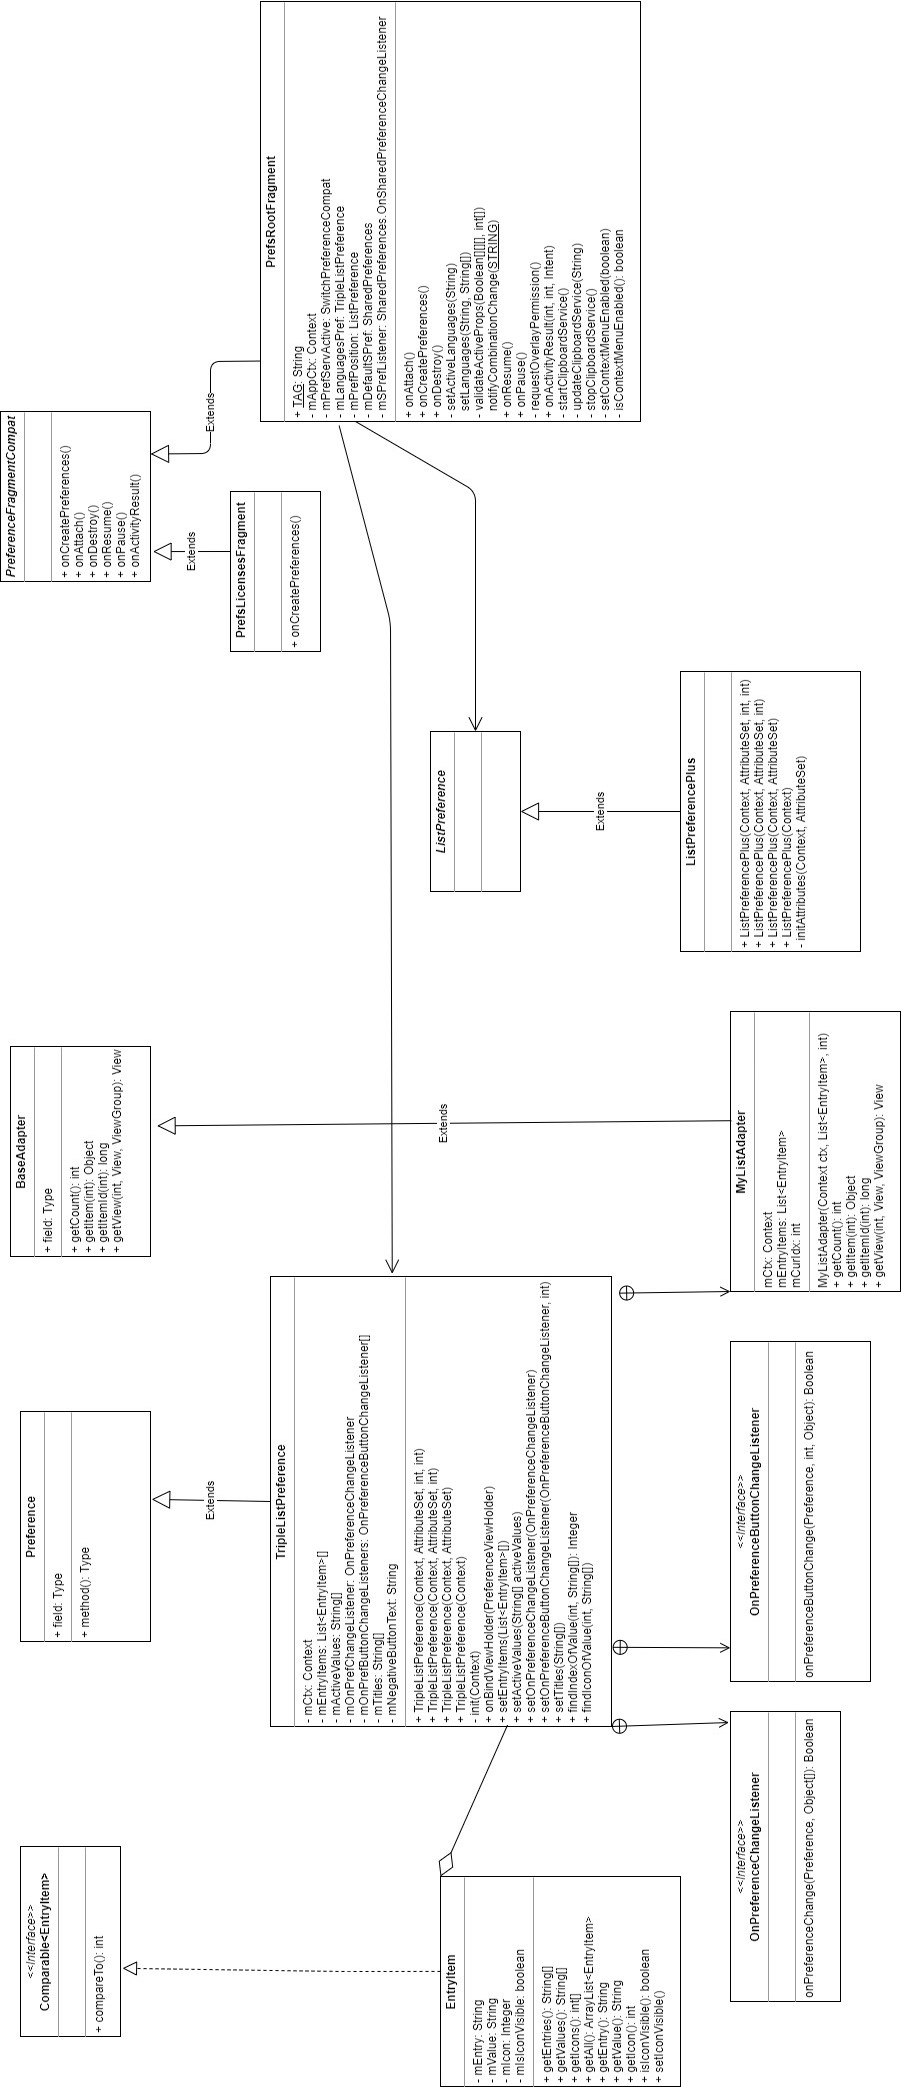 <<Interface>>
Comparable<EntryItem>
+ compareTo(): int
Preference
+ field: Type
+ method(): Type
BaseAdapter
+ field: Type
+ getCount(): int
+ getItem(int): Object
+ getItemId(int): long
+ getView(int, View, ViewGroup): View
PreferenceFragmentCompat
+ onCreatePreferences()
+ onAttach()
+ onDestroy()
+ onResume()
+ onPause()
+ onActivityResult()
Extends
Extends
Extends
PrefsLicensesFragment
+ onCreatePreferences()
PrefsRootFragment
+ TAG: String
- mAppCtx: Context
- mPrefServActive: SwitchPreferenceCompat
- mLanguagesPref: TripleListPreference
- mPrefPosition: ListPreference
- mDefaultSPref: SharedPreferences
- mSPrefListener: SharedPreferences.OnSharedPreferenceChangeListener
+ onAttach()
+ onCreatePreferences()
+ onDestroy()
- setActiveLanguages(String)
setLanguages(String, String[])
- validateActiveProps(Boolean[][][], int[])
notifyCombinationChange(STRING)
+ onResume()
+ onPause()
- requestOverlayPermission()
+ onActivityResult(int, int, Intent)
- startClipboardService()
- updateClipboardService(String)
- stopClipboardService()
- setContextMenuEnabled(boolean)
- isContextMenuEnabled(): boolean
TripleListPreference
- mCtx: Context
- mEntryItems: List<EntryItem>[]
- mActiveValues: String[]
- mOnPrefChangeListener: OnPreferenceChangeListener
- mOnPrefButtonChangeListeners: OnPreferenceButtonChangeListener[]
- mTitles: String[]
- mNegativeButtonText: String
+ TripleListPreference(Context, AttributeSet, int, int)
+ TripleListPreference(Context, AttributeSet, int)
+ TripleListPreference(Context, AttributeSet)
+ TripleListPreference(Context)
- init(Context)
+ onBindViewHolder(PreferenceViewHolder)
+ setEntryItems(List<EntryItem>[])
+ setActiveValues(String[] activeValues)
+ setOnPreferenceChangeListener(OnPreferenceChangeListener)
+ setOnPreferenceButtonChangeListener(OnPreferenceButtonChangeListener, int)
+ setTitles(String[])
+ findIndexOfValue(int, String[]): Integer
+ findIconOfValue(int, String[])
Extends
ListPreference
Extends
EntryItem
- mEntry: String
- mValue: String
- mIcon: Integer
- mIsIconVisible: boolean
+ getEntries(): String[]
+ getValues(): String[]
+ getIcons(): int[]
+ getAll(): ArrayList<EntryItem>
+ getEntry(): String
+ getValue(): String
+ getIcon(): int
+ isIconVisible(): boolean
+ setIconVisible()
ListPreferencePlus
+ ListPreferencePlus(Context, AttributeSet, int, int)
+ ListPreferencePlus(Context, AttributeSet, int)
+ ListPreferencePlus(Context, AttributeSet)
+ ListPreferencePlus(Context)
- initAttributes(Context, AttributeSet)
<<Interface>>
OnPreferenceChangeListener
onPreferenceChange(Preference, Object[]): Boolean
<<Interface>>
OnPreferenceButtonChangeListener
onPreferenceButtonChange(Preference, int, Object): Boolean
MyListAdapter
mCtx: Context
mEntryItems: List<EntryItem>
mCurIdx: int
MyListAdapter(Context ctx, List<EntryItem>, int)
+ getCount(): int
+ getItem(int): Object
+ getItemId(int): long
+ getView(int, View, ViewGroup): View